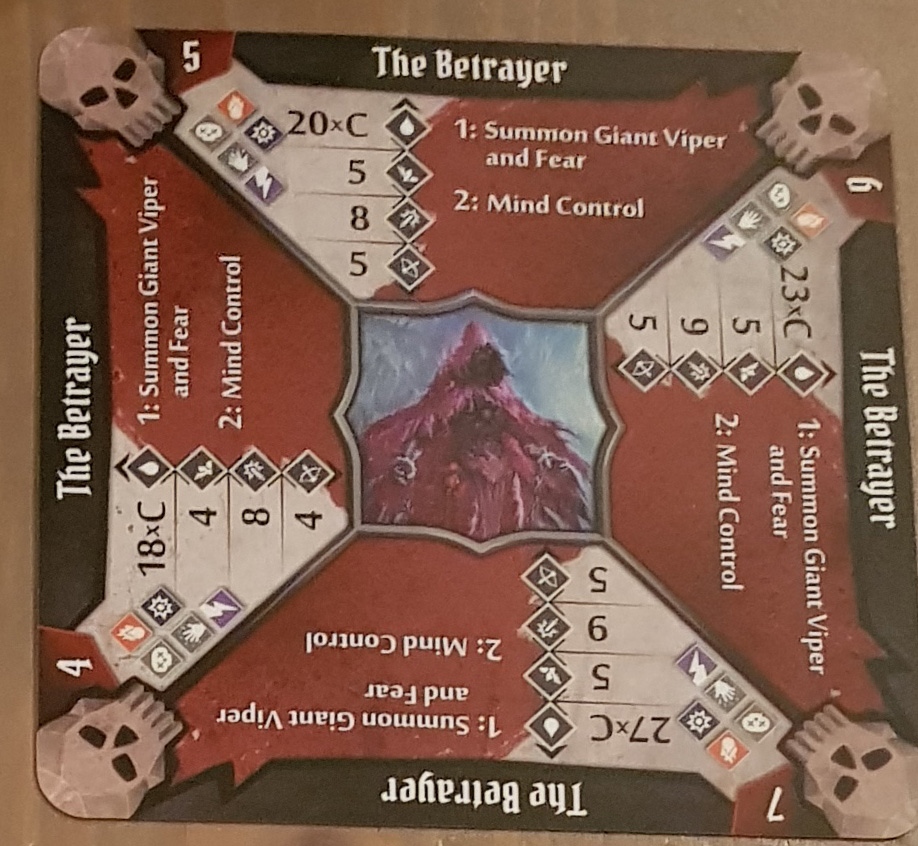 5
The Betrayer
20×C
5
8
5
1: Summon Giant Viper
and Fear
2: Mind Control
6
The Betrayer
23×C
5
9
5
1: Summon Giant Viper
and Fear
2: Mind Control
7
The Betrayer
27×C
5
9
5
1: Summon Giant Viper
and Fear
2: Mind Control
4
The Betrayer
18×C
4
8
4
1: Summon Giant Viper
and Fear
2: Mind Control